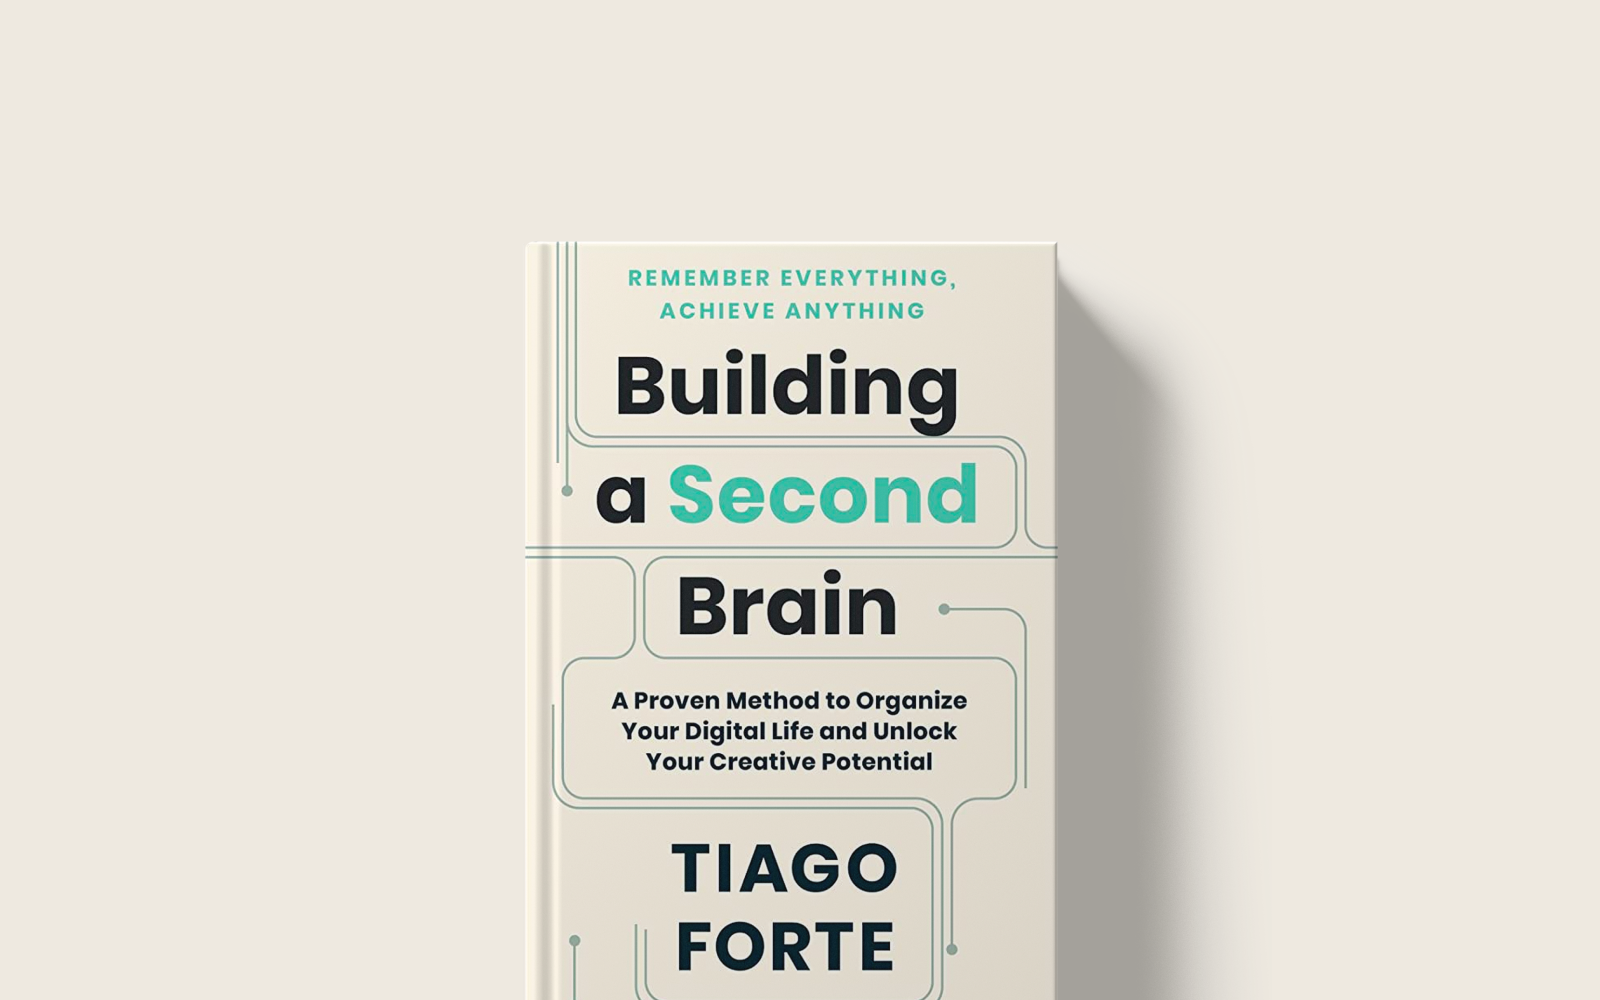 REMEMBER EVERYTHING,
ACHIEVE ANYTHING
Building
a Second
Brain
A Proven Method to Organize
Your Digital Life and Unlock
Your Creative Potential
TIAGO
FORTE